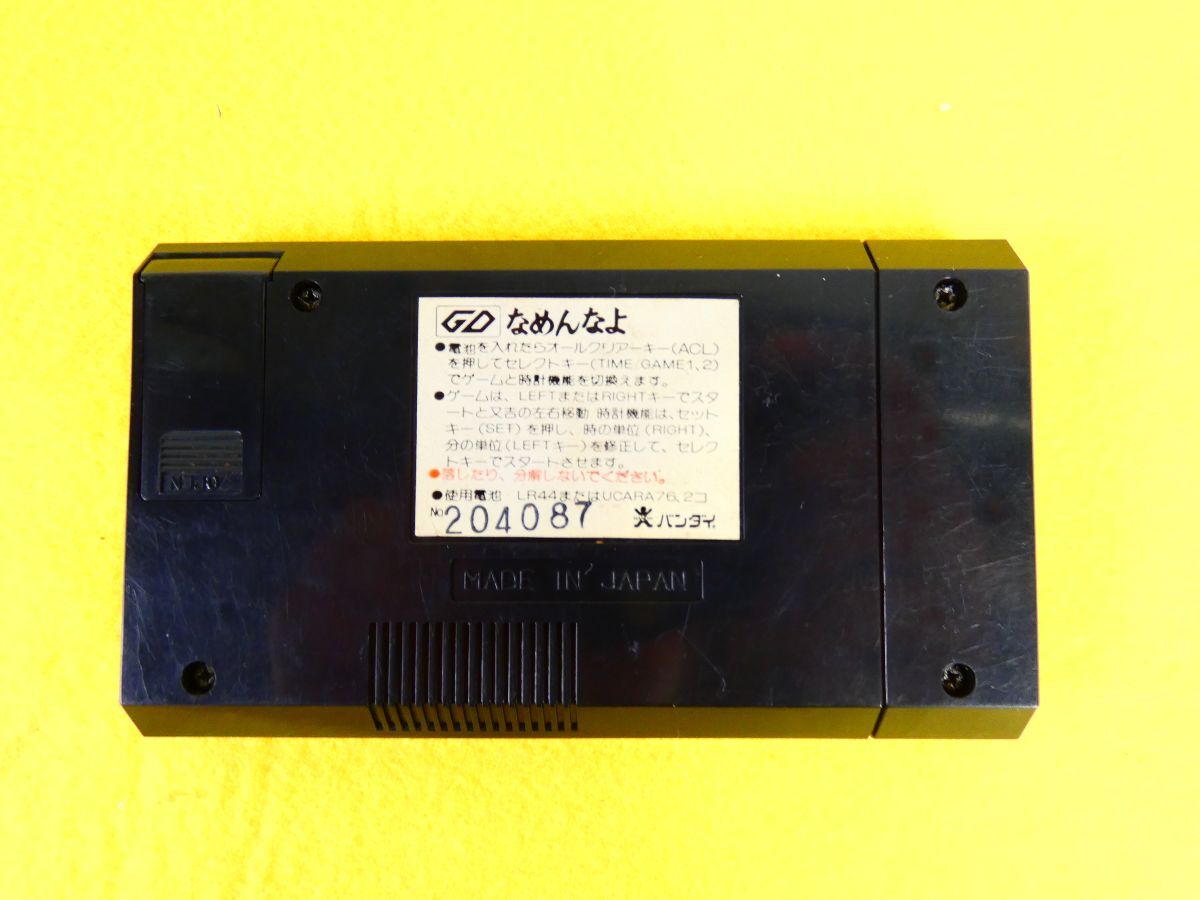 GD なめんなよ
●電池を入れたらオールクリアーキー(ACL)
を押してセレクトキー(TIME/GAME1、2)
でゲームと時計機能を切換えます。
●ゲームは、LEFTまたはRIGHTキーでスタ
ートと又吉の左右移動 時計機能は、セット
キー(SET)を押し、時の単位(RIGHT)、
分の単位(LEFTキー)を修正して、セレク
トキーでスタートさせます。
●落したり、分解しないでください。
●使用電池 LR44またはUCARA76、2コ
No 204087 バンダイ
MADE IN JAPAN